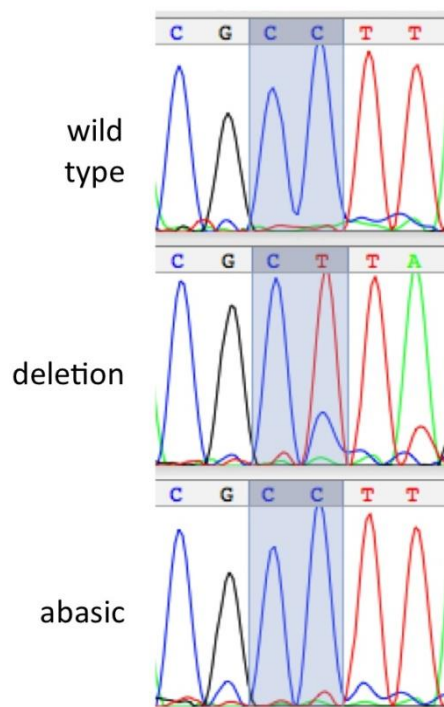 C G C C T T
wild
type
C G C T T A
deletion
C G C C T T
abasic